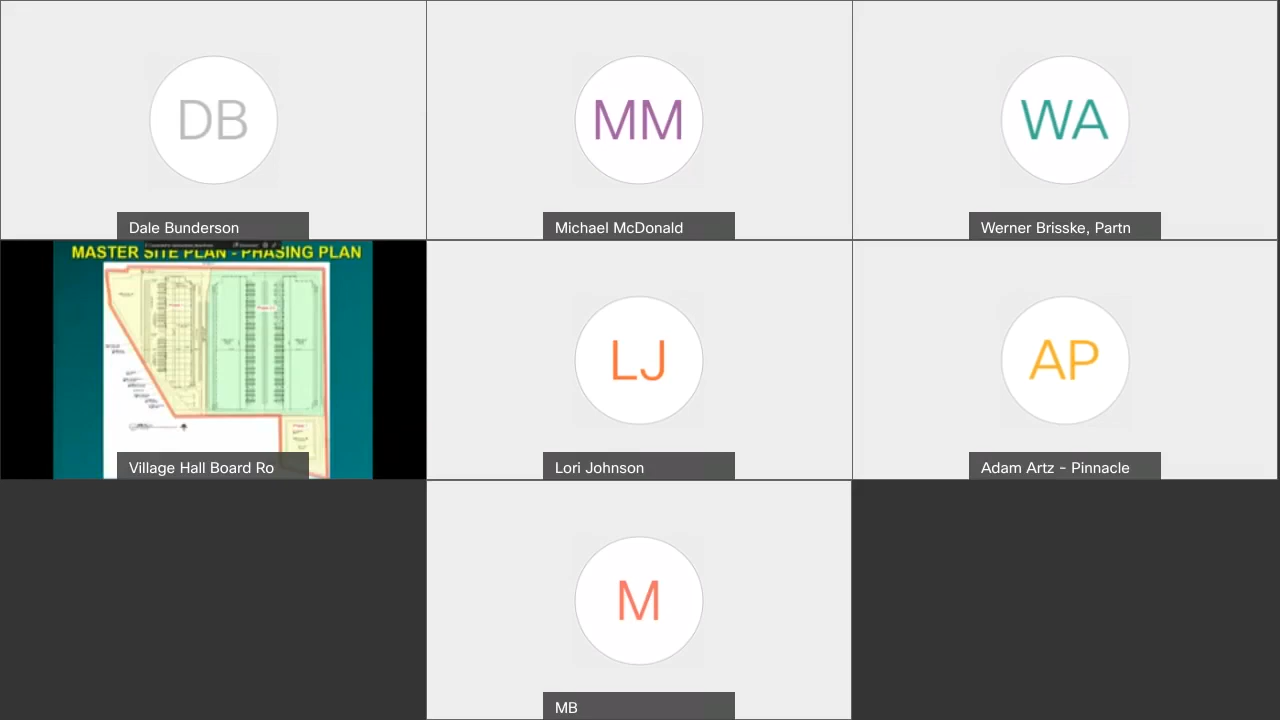 DB
MM
WA
Dale Bunderson
Michael McDonald
Werner Brisske, Partn
MASTER SITE PLAN - PHASING PLAN
LJ
AP
Village Hall Board Ro
Lori Johnson
Adam Artz - Pinnacle
M
MB